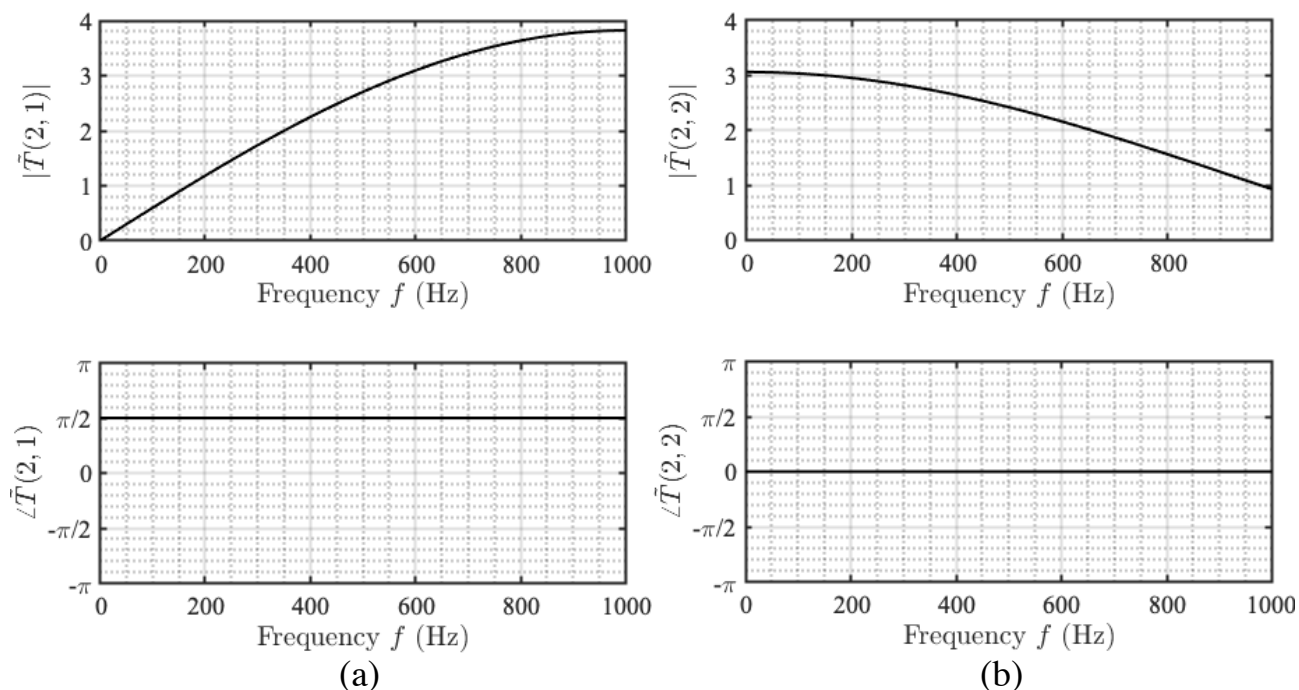 4
3
2
1
0
|T̃(2, 1)|
0 200 400 600 800 1000
Frequency f (Hz)
4
3
2
1
0
|T̃(2, 2)|
0 200 400 600 800
Frequency f (Hz)
π
π/2
0
-π/2
-π
∠T̃(2, 1)
0 200 400 600 800 1000
Frequency f (Hz)
(a)
π
π/2
0
-π/2
-π
∠T̃(2, 2)
0 200 400 600 800 1000
Frequency f (Hz)
(b)